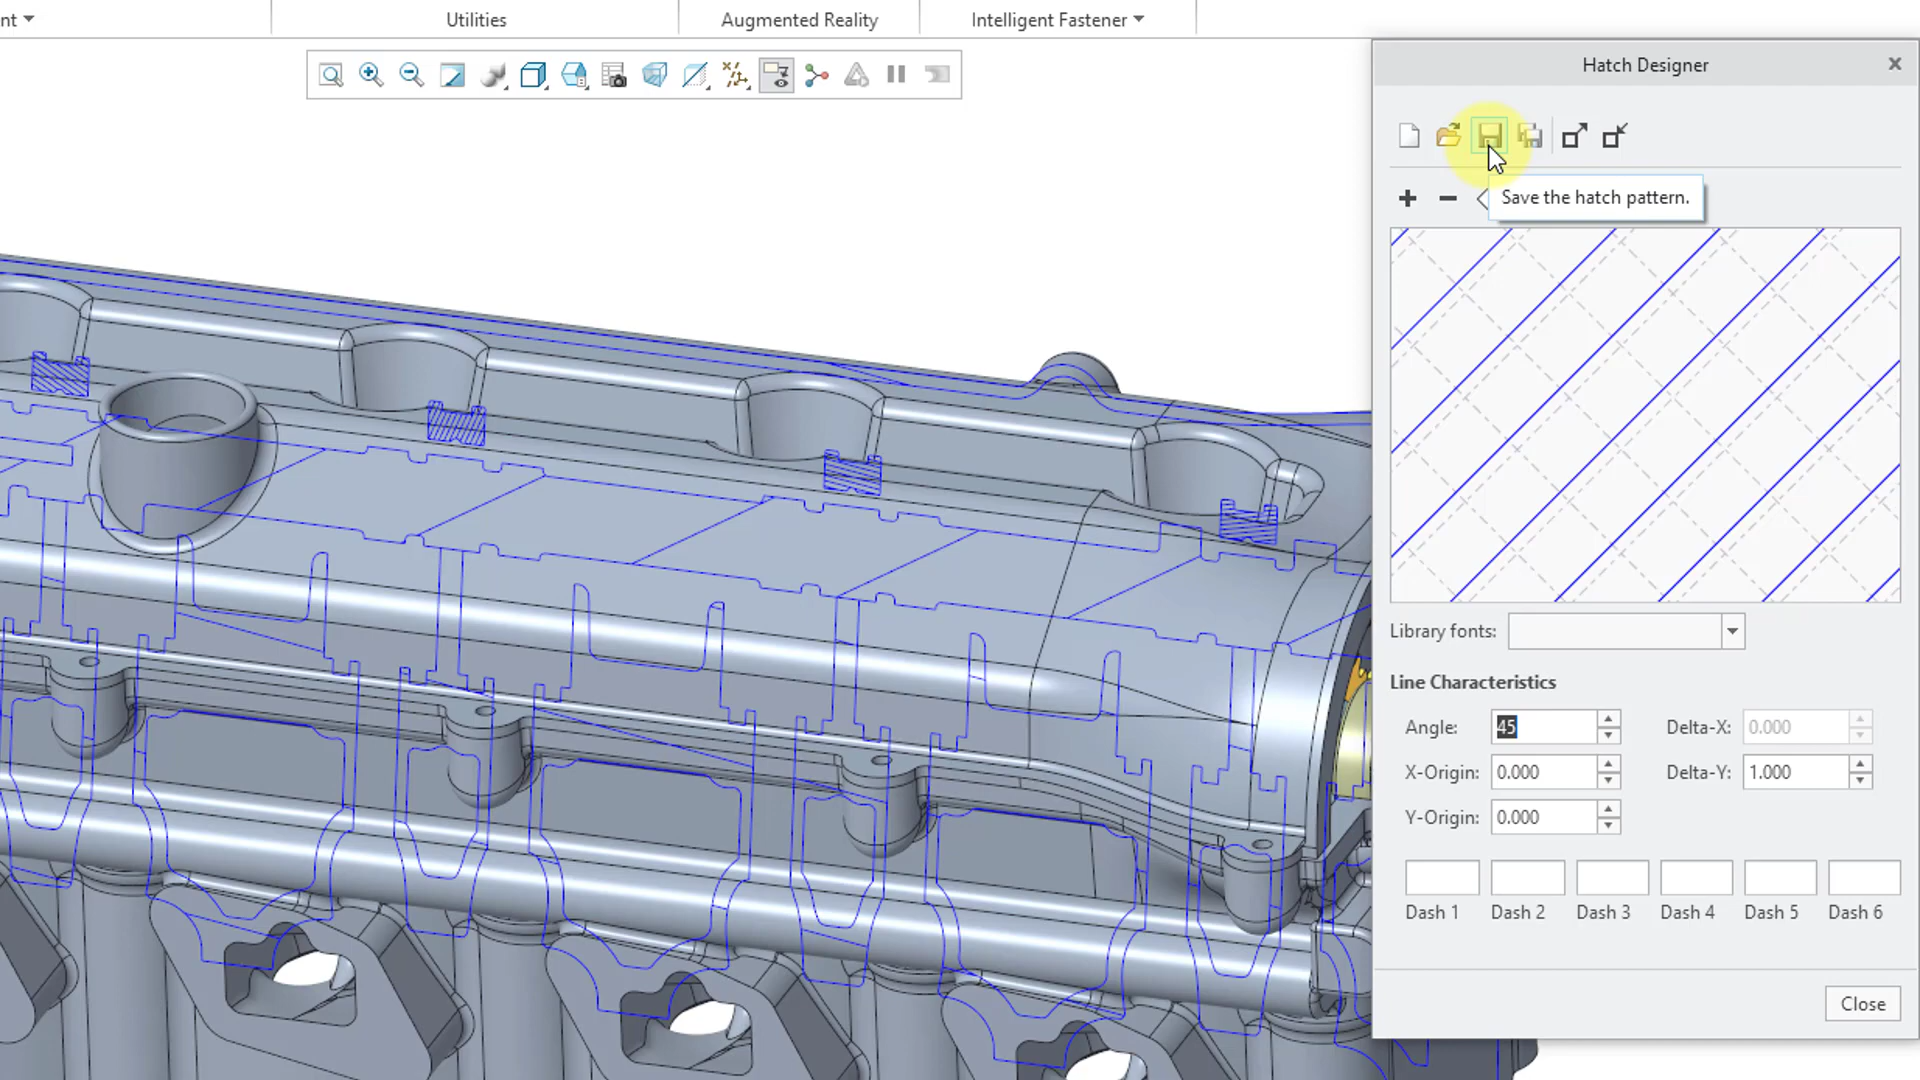 nt
Utilities
Augmented Reality
Intelligent Fastener
Hatch Designer
Save the hatch pattern.
Library fonts:
Line Characteristics
Angle: 45 Delta-X: 0.000
X-Origin: 0.000 Delta-Y: 1.000
Y-Origin: 0.000
Dash 1 Dash 2 Dash 3 Dash 4 Dash 5 Dash 6
Close